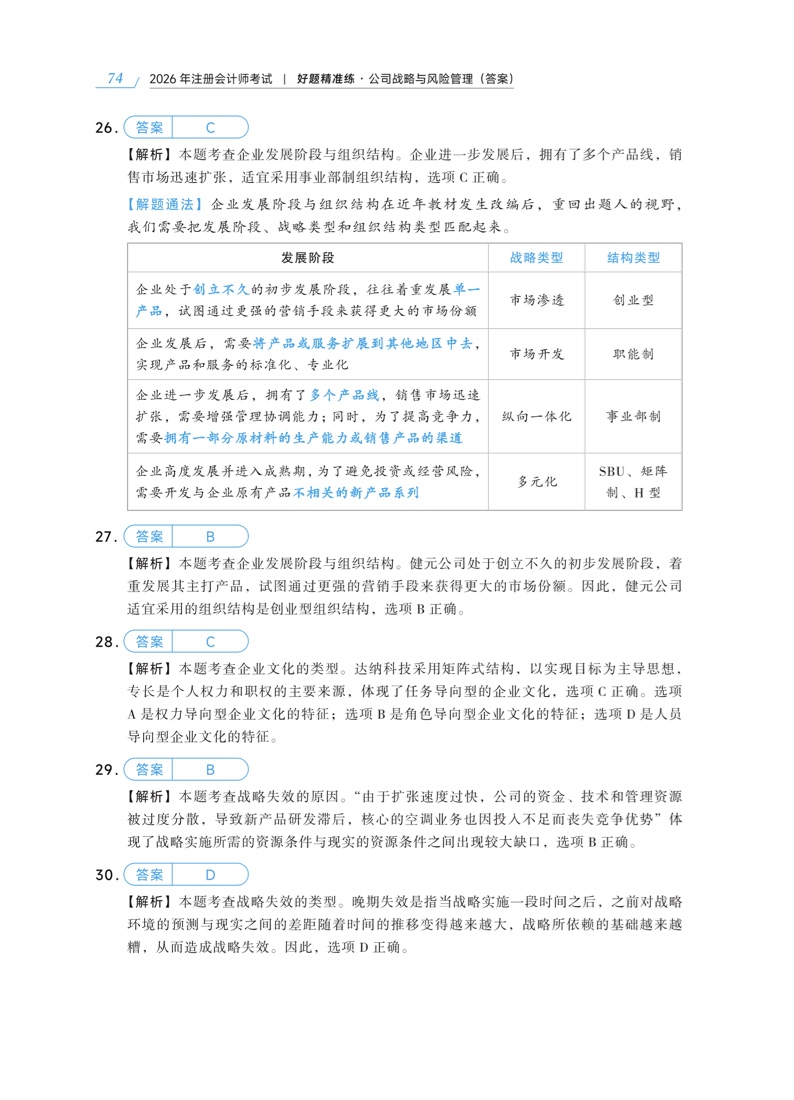 74 2026 年注册会计师考试 | 好题精准练·公司战略与风险管理（答案）
26. 答案 C
【解析】本题考查企业发展阶段与组织结构。企业进一步发展后，拥有了多个产品线，销
售市场迅速扩张，适宜采用事业部制组织结构，选项 C 正确。
【解题通法】企业发展阶段与组织结构在近年教材发生改编后，重回出题人的视野，
我们需要把发展阶段、战略类型和组织结构类型匹配起来。
发展阶段 战略类型 结构类型
企业处于创立不久的初步发展阶段，往往着重发展单一
产品，试图通过更强的营销手段来获得更大的市场份额
市场渗透 创业型
企业发展后，需要将产品或服务扩展到其他地区中去，
实现产品和服务的标准化、专业化
市场开发 职能制
企业进一步发展后，拥有了多个产品线，销售市场迅速
扩张，需要增强管理协调能力；同时，为了提高竞争力，
需要拥有一部分原材料的生产能力或销售产品的渠道
纵向一体化 事业部制
企业高度发展并进入成熟期，为了避免投资或经营风险，
需要开发与企业原有产品不相关的新产品系列
多元化
SBU、矩阵
制、H 型
27. 答案 B
【解析】本题考查企业发展阶段与组织结构。健元公司处于创立不久的初步发展阶段，着
重发展其主打产品，试图通过更强的营销手段来获得更大的市场份额。因此，健元公司
适宜采用的组织结构是创业型组织结构，选项 B 正确。
28. 答案 C
【解析】本题考查企业文化的类型。达纳科技采用矩阵式结构，以实现目标为主导思想，
专长是个人权力和职权的主要来源，体现了任务导向型的企业文化，选项 C 正确。选项
A 是权力导向型企业文化的特征；选项 B 是角色导向型企业文化的特征；选项 D 是人员
导向型企业文化的特征。
29. 答案 B
【解析】本题考查战略失效的原因。“由于扩张速度过快，公司的资金、技术和管理资源
被过度分散，导致新产品研发滞后，核心的空调业务也因投入不足而丧失竞争优势”体
现了战略实施所需的资源条件与现实的资源条件之间出现较大缺口，选项 B 正确。
30. 答案 D
【解析】本题考查战略失效的类型。晚期失效是指当战略实施一段时间之后，之前对战略
环境的预测与现实之间的差距随着时间的推移变得越来越大，战略所依赖的基础越来越
糟，从而造成战略失效。因此，选项 D 正确。